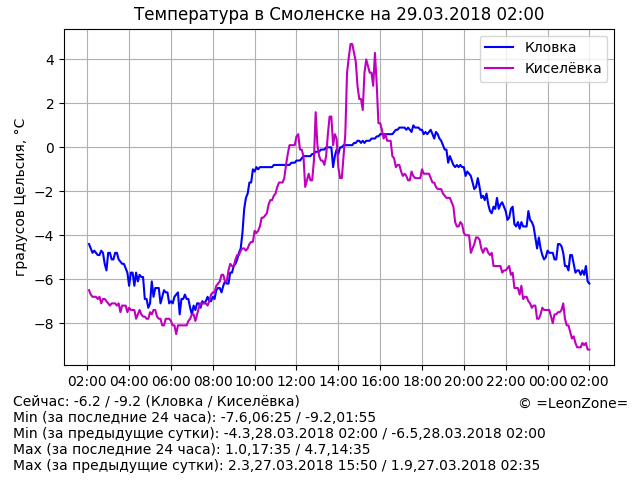 Температура в Смоленске на 29.03.2018 02:00
Кловка
Киселёвка
градусов Цельсия, °C
4
2
0
−2
−4
−6
−8
02:00 04:00 06:00 08:00 10:00 12:00 14:00 16:00 18:00 20:00 22:00 00:00 02:00
Сейчас: -6.2 / -9.2 (Кловка / Киселёвка)
© =LeonZone=
Min (за последние 24 часа): -7.6,06:25 / -9.2,01:55
Min (за предыдущие сутки): -4.3,28.03.2018 02:00 / -6.5,28.03.2018 02:00
Max (за последние 24 часа): 1.0,17:35 / 4.7,14:35
Max (за предыдущие сутки): 2.3,27.03.2018 15:50 / 1.9,27.03.2018 02:35